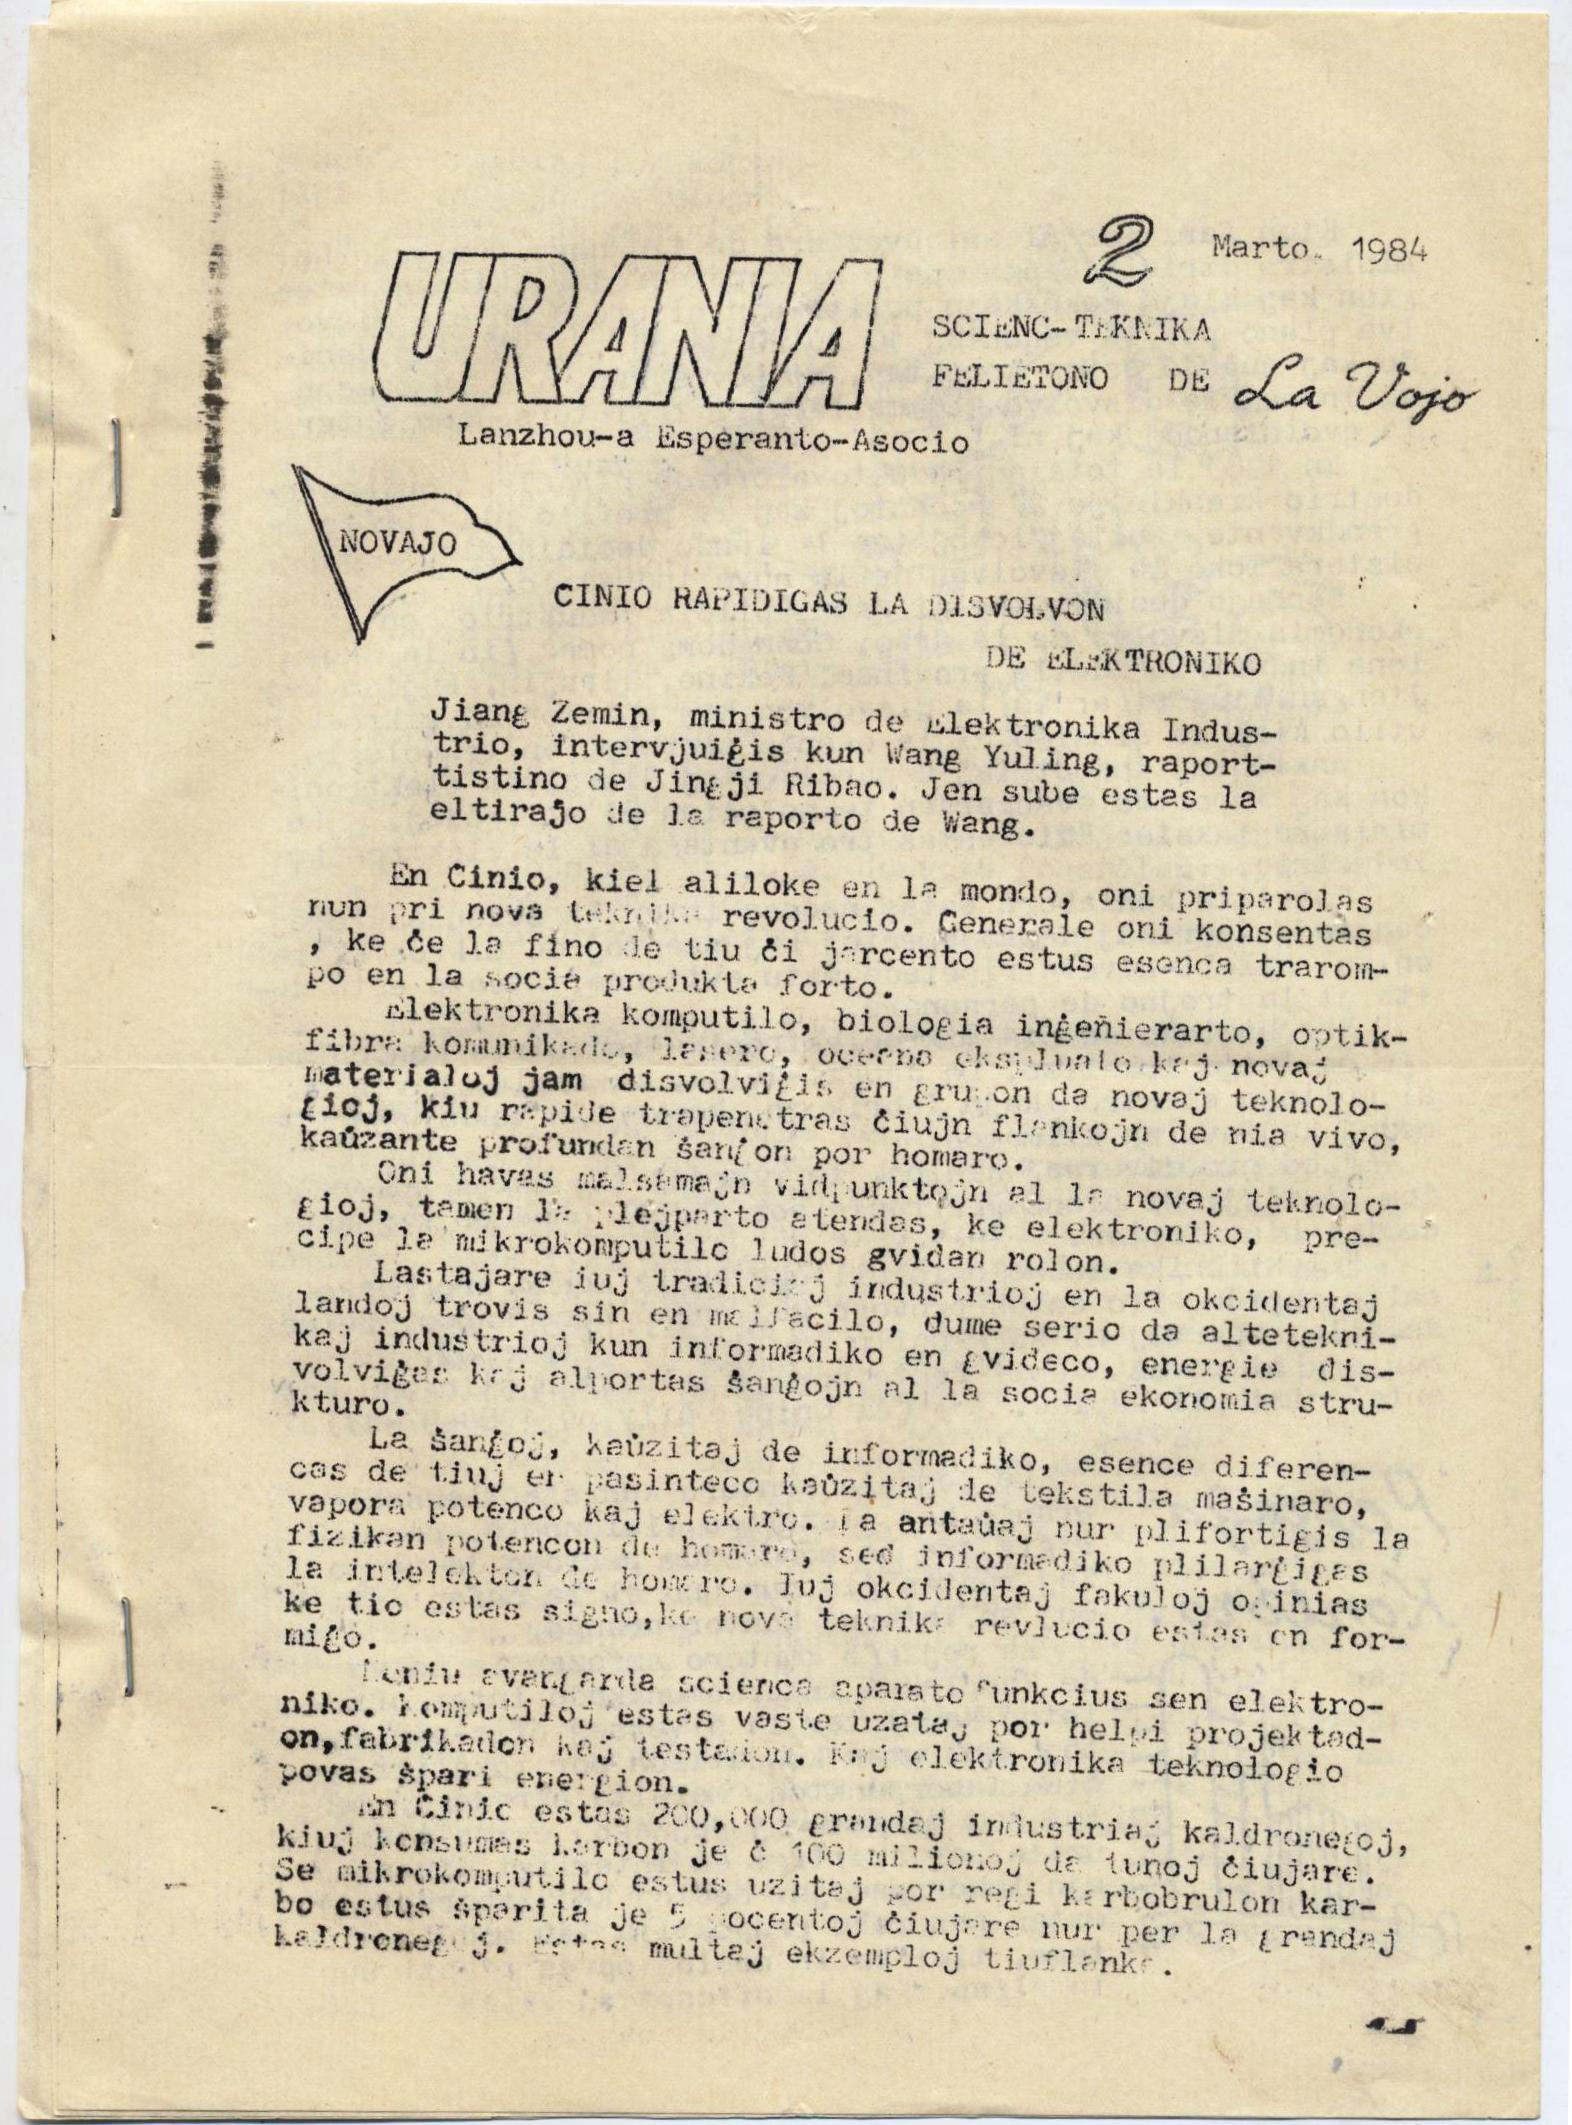 2 Marto. 1984
URANIA
SCIENC-TEKNIKA
FELIETONO DE La Vojo
Lanzhou-a Esperanto-Asocio
NOVAJO
CINIO RAPIDIGAS LA DISVOLVON
DE ELEKTRONIKO
Jiang Zemin, ministro de Elektronika Indus-
trio, intervjuiĝis kun Wang Yuling, raport-
tistino de Jingji Ribao. Jen sube estas la
eltiraĵo de la raporto de Wang.
En Ĉinio, kiel aliloke en la mondo, oni priparolas
nun pri nova teknika revolucio. Generale oni konsentas
, ke ĉe la fino de tiu ĉi jarcento estus esenca trarom-
po en la socia produkta forto.
Elektronika komputilo, biologia inĝenierarto, optik-
fibra komunikado, lasero, oceana ekspluato kaj novaj
materialoj jam disvolviĝis en grupon da novaj teknolo-
gioj, kiu rapide trapenetras ĉiujn flankojn de nia vivo,
kaŭzante profundan ŝanĝon por homaro.
Oni havas malsamajn vidpunktojn al la novaj teknolo-
gioj, tamen la plejparto atendas, ke elektroniko, pre-
cipe la mikrokomputilo ludos gvidan rolon.
Lastajare iuj tradiciaj industrioj en la okcidentaj
landoj trovis sin en malfacilo, dume serio da altetekni-
kaj industrioj kun informadiko en gvideco, energie dis-
volviĝas kaj alportas ŝanĝojn al la socia ekonomia stru-
kturo.
La ŝanĝoj, kaŭzitaj de informadiko, esence diferen-
cas de tiuj en pasinteco kaŭzitaj de tekstila maŝinaro,
vapora potenco kaj elektro. La antaŭaj nur plifortigis la
fizikan potencon de homaro, sed informadiko plilarĝigas
la intelekton de homaro. Iuj okcidentaj fakuloj opinias
ke tio estas signo,ke nova teknika revlucio estas en for-
miĝo.
Neniu avangarda scienca aparato funkcius sen elektro-
niko. Komputiloj estas vaste uzataj por helpi projektad-
on,fabrikadon kaj testadon. Kaj elektronika teknologio
povas ŝpari energion.
En Ĉinio estas 200,000 grandaj industriaj kaldronegoj,
kiuj konsumas karbon je ĉ 100 milionoj da tunoj ĉiujare.
Se mikrokomputilo estus uzitaj por regi karbobrulon kar-
bo estus ŝparita je 5 pocentoj ĉiujare nur per la grandaj
kaldronegoj. Estas multaj ekzemploj tiuflanke.